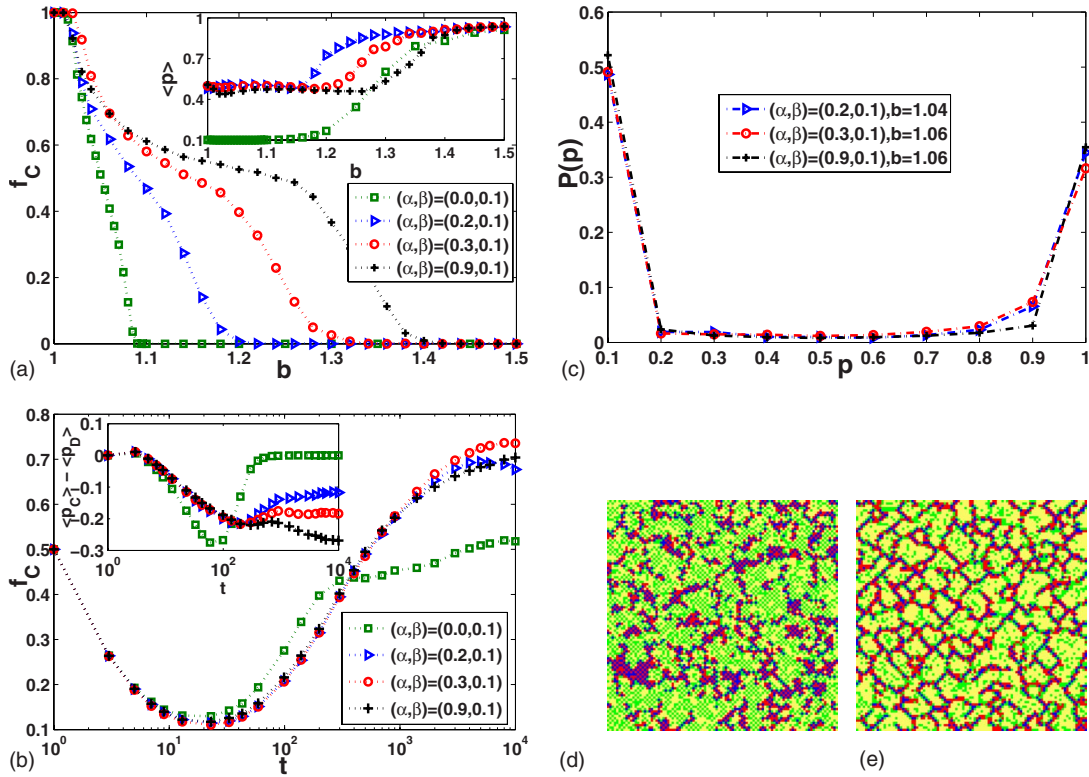 1
0.8
0.6
0.4
0.2
0
f_C
1 1.1 1.2 1.3 1.4 1.5
b
(a)
0.9
0.7
0.5
0.3
0.1
<p>
1 1.1 1.2 1.3 1.4 1.5
b
(α,β)=(0.0,0.1)
(α,β)=(0.2,0.1)
(α,β)=(0.3,0.1)
(α,β)=(0.9,0.1)
0.6
0.5
0.4
0.3
0.2
0.1
0
P(p)
0.1 0.2 0.3 0.4 0.5 0.6 0.7 0.8 0.9 1
p
(c)
(α,β)=(0.2,0.1),b=1.04
(α,β)=(0.3,0.1),b=1.06
(α,β)=(0.9,0.1),b=1.06
0.8
0.7
0.6
0.5
0.4
0.3
0.2
0.1
f_C
10^0 10^1 10^2 10^3 10^4
t
(b)
0.1
0
−0.1
−0.2
−0.3
<p_C> − <p_D>
10^0 10^2 10^4
t
(α,β)=(0.0,0.1)
(α,β)=(0.2,0.1)
(α,β)=(0.3,0.1)
(α,β)=(0.9,0.1)
(d)
(e)